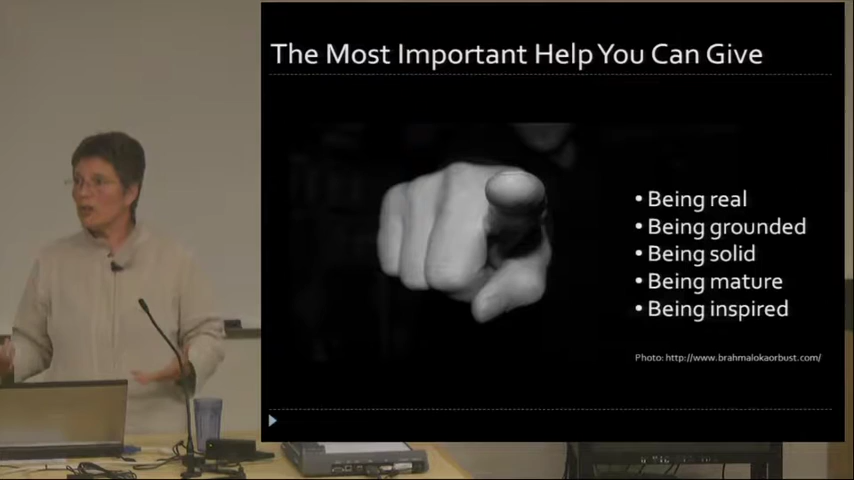 The Most Important Help You Can Give
• Being real
• Being grounded
• Being solid
• Being mature
• Being inspired
Photo: http://www.brahmalokaorbust.com/